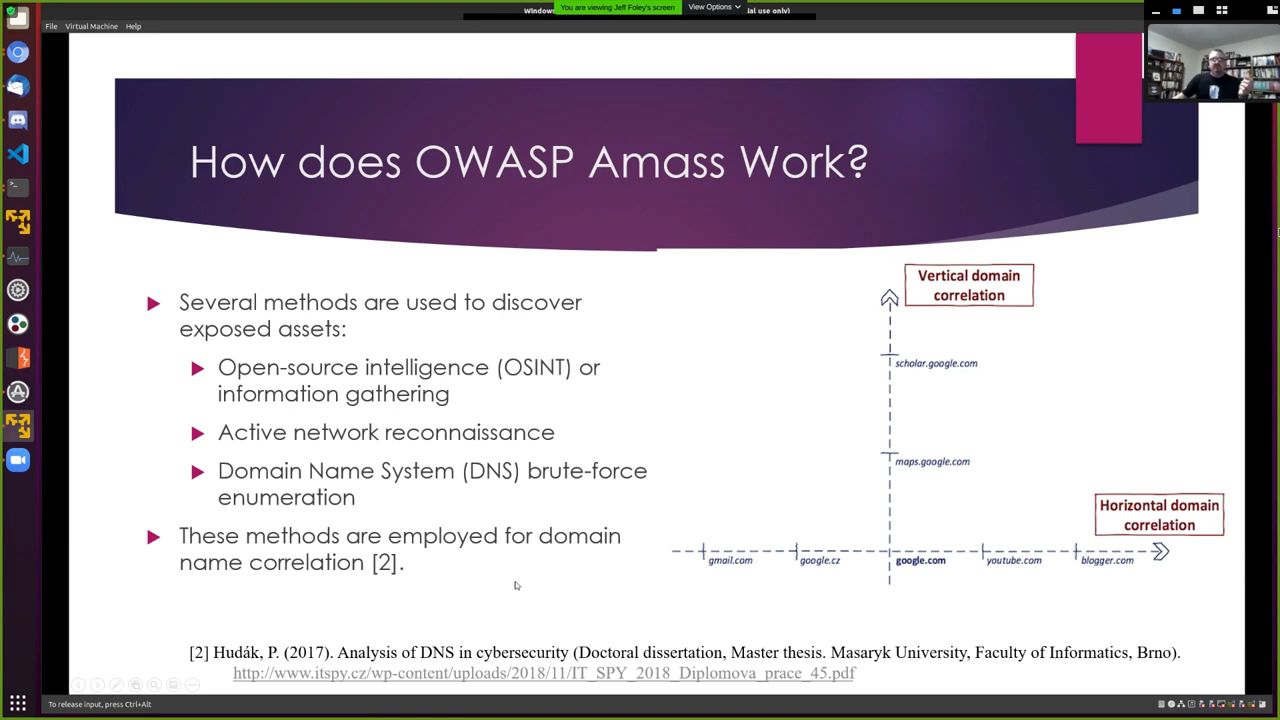 Windows
You are viewing Jeff Foley's screen
View Options
ial use only)
File Virtual Machine Help
How does OWASP Amass Work?
Several methods are used to discover
exposed assets:
Open-source intelligence (OSINT) or
information gathering
Active network reconnaissance
Domain Name System (DNS) brute-force
enumeration
These methods are employed for domain
name correlation [2].
Vertical domain
correlation
scholar.google.com
maps.google.com
Horizontal domain
correlation
gmail.com google.cz google.com youtube.com blogger.com
[2] Hudák, P. (2017). Analysis of DNS in cybersecurity (Doctoral dissertation, Master thesis. Masaryk University, Faculty of Informatics, Brno).
http://www.itspy.cz/wp-content/uploads/2018/11/IT_SPY_2018_Diplomova_prace_45.pdf
To release input, press Ctrl+Alt